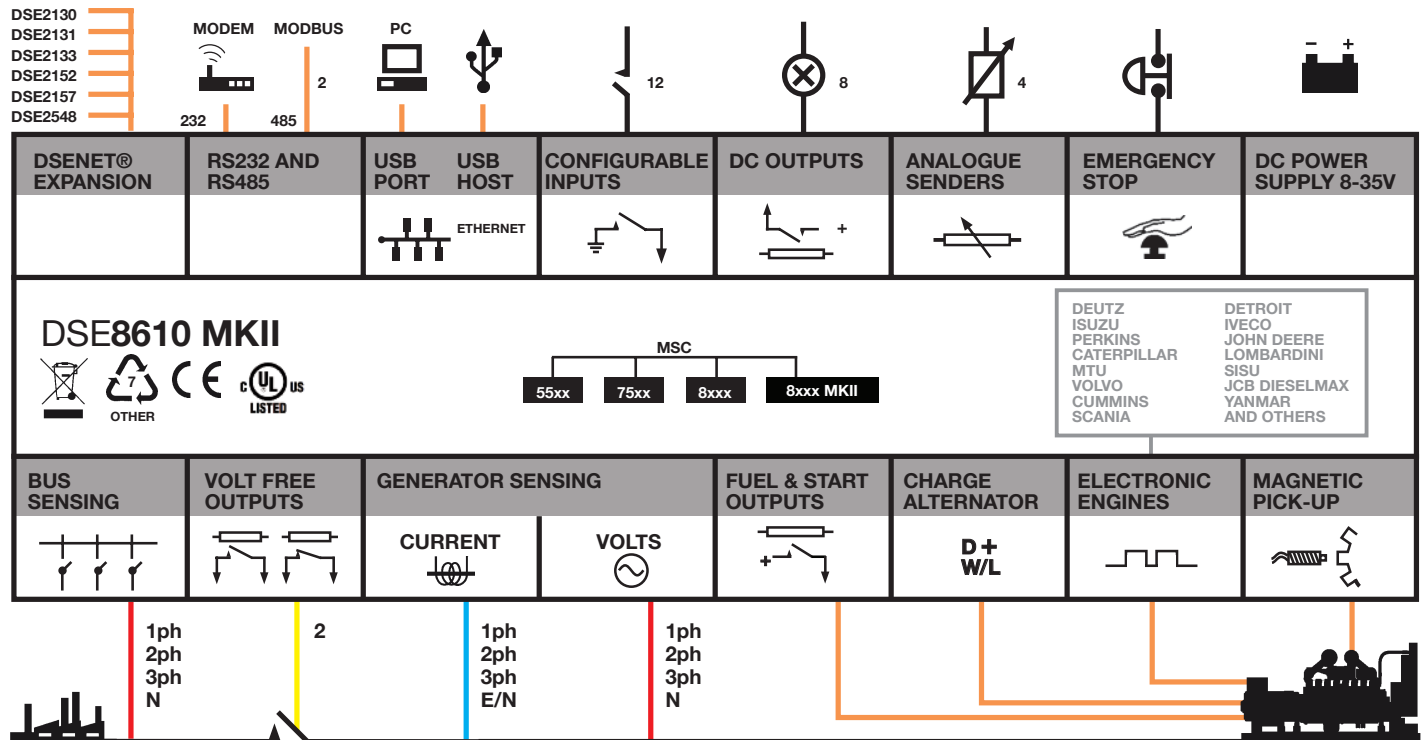 DSE2130
DSE2131
DSE2133
DSE2152
DSE2157
DSE2548
MODEM
232
MODBUS
2
485
PC
12
8
4
– +
DSENET®
EXPANSION
RS232 AND
RS485
USB
PORT
USB
HOST
ETHERNET
CONFIGURABLE
INPUTS
DC OUTPUTS
+
ANALOGUE
SENDERS
EMERGENCY
STOP
DC POWER
SUPPLY 8-35V
DSE8610 MKII
7
OTHER
CE
C UL US
LISTED
MSC
55xx
75xx
8xxx
8xxx MKII
DEUTZ
ISUZU
PERKINS
CATERPILLAR
MTU
VOLVO
CUMMINS
SCANIA
DETROIT
IVECO
JOHN DEERE
LOMBARDINI
SISU
JCB DIESELMAX
YANMAR
AND OTHERS
BUS
SENSING
VOLT FREE
OUTPUTS
GENERATOR SENSING
CURRENT
VOLTS
FUEL & START
OUTPUTS
+
CHARGE
ALTERNATOR
D+
W/L
ELECTRONIC
ENGINES
MAGNETIC
PICK-UP
1ph
2ph
3ph
N
2
1ph
2ph
3ph
E/N
1ph
2ph
3ph
N